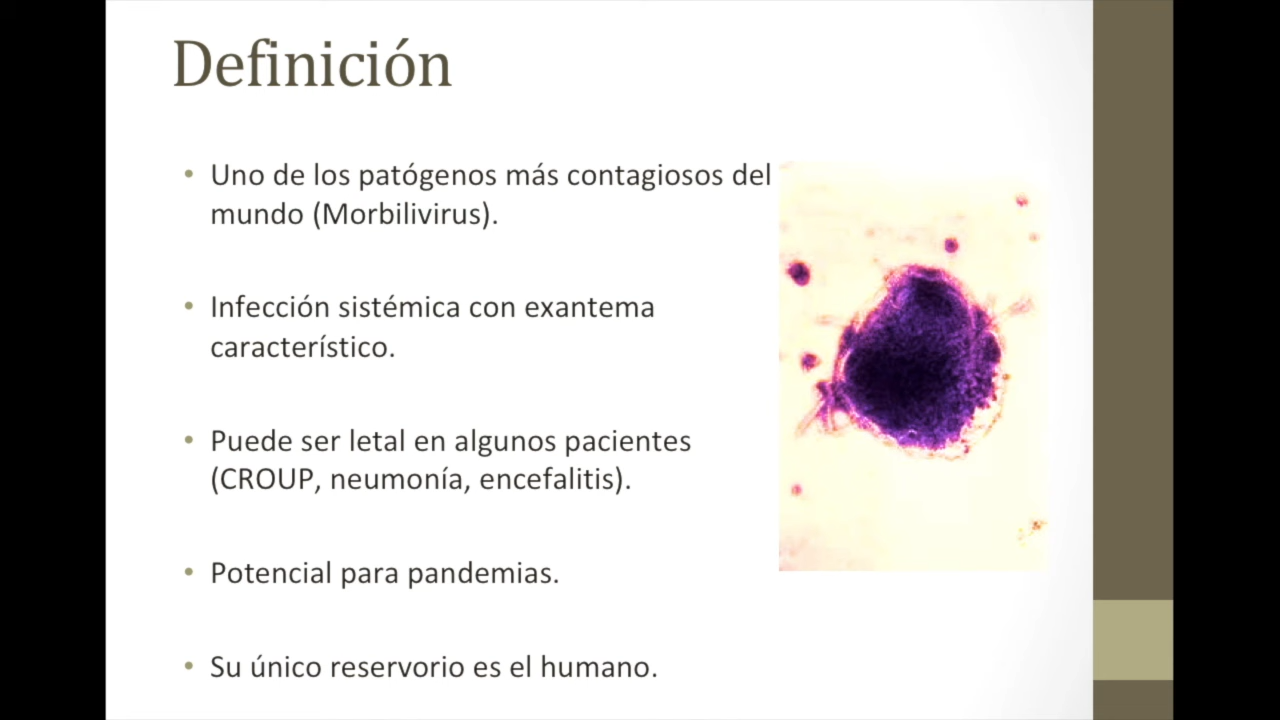 Definición
• Uno de los patógenos más contagiosos del
mundo (Morbilivirus).
• Infección sistémica con exantema
característico.
• Puede ser letal en algunos pacientes
(CROUP, neumonía, encefalitis).
• Potencial para pandemias.
• Su único reservorio es el humano.